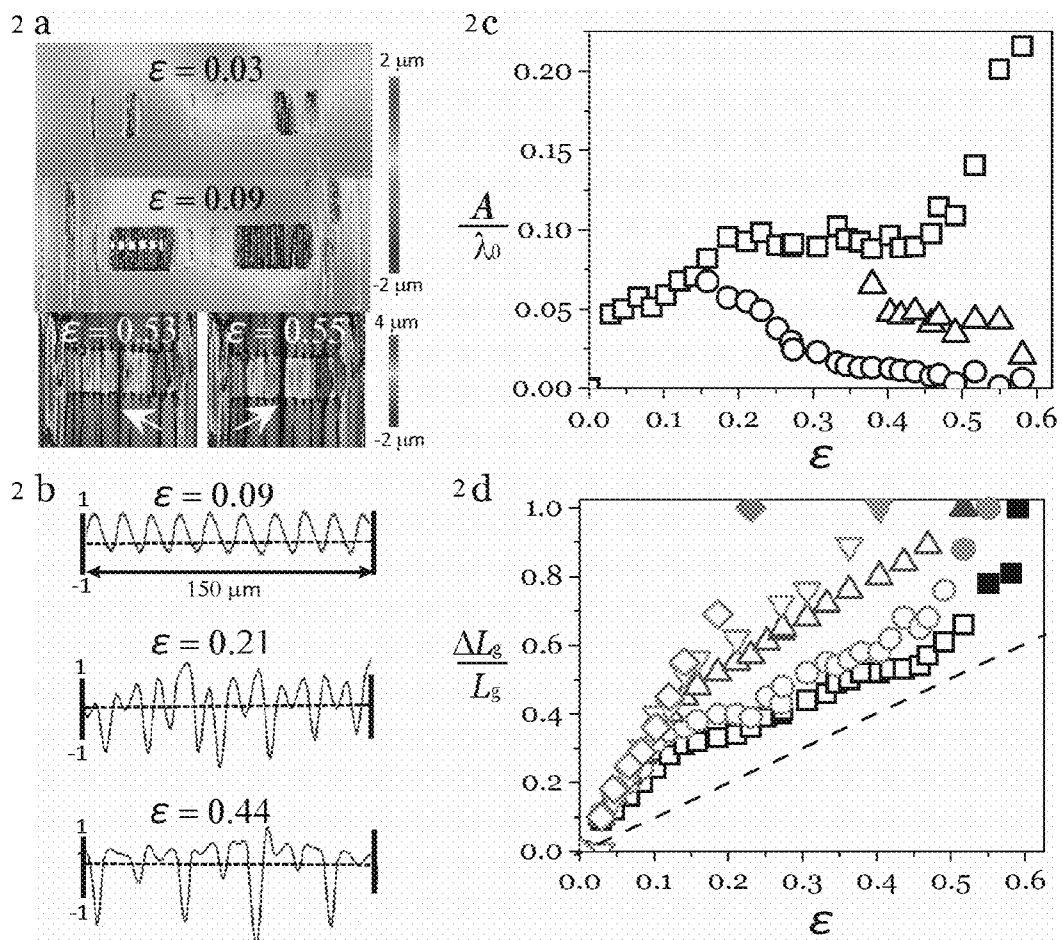 2 a
2 µm
ε = 0.03
ε = 0.09
-2 µm
4 µm
ε = 0.53
ε = 0.55
-2 µm
2 b
ε = 0.09
1
-1
150 µm
ε = 0.21
1
-1
ε = 0.44
1
-1
2c
0.20
0.15
A
λ0
0.10
0.05
0.00
0.0 0.1 0.2 0.3 0.4 0.5 0.6
ε
2d
1.0
0.8
ΔLg
Lg
0.6
0.4
0.2
0.0
0.0 0.1 0.2 0.3 0.4 0.5 0.6
ε